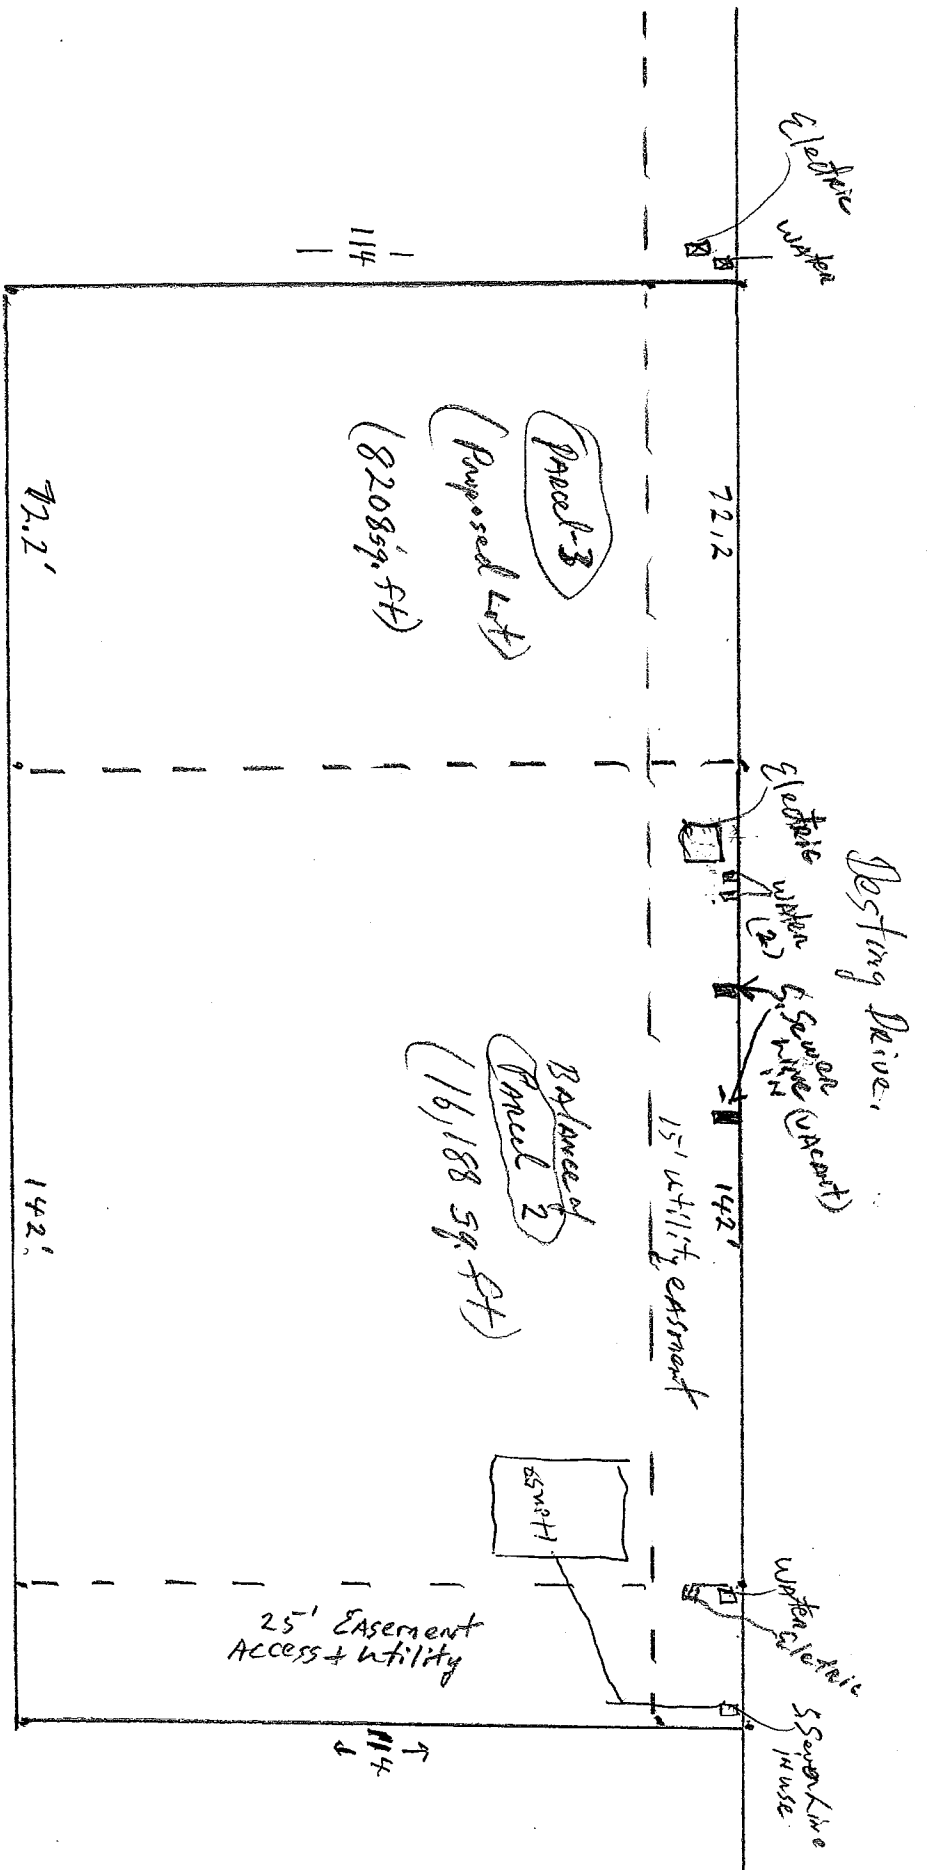 Electric
Water
114
72.2
Parcel-3
(Proposed Lot)
(8208 sq. ft)
72.2'
Destiny Drive.
Electric
Water
(2)
S. Sewer
Line (vacant)
IN
142'
15' utility easment
Balance of
Parcel 2
(16,188 sq. ft)
142'
House
Water
Electric
S Sewer Line
in use.
25' Easement
Access + utility
114